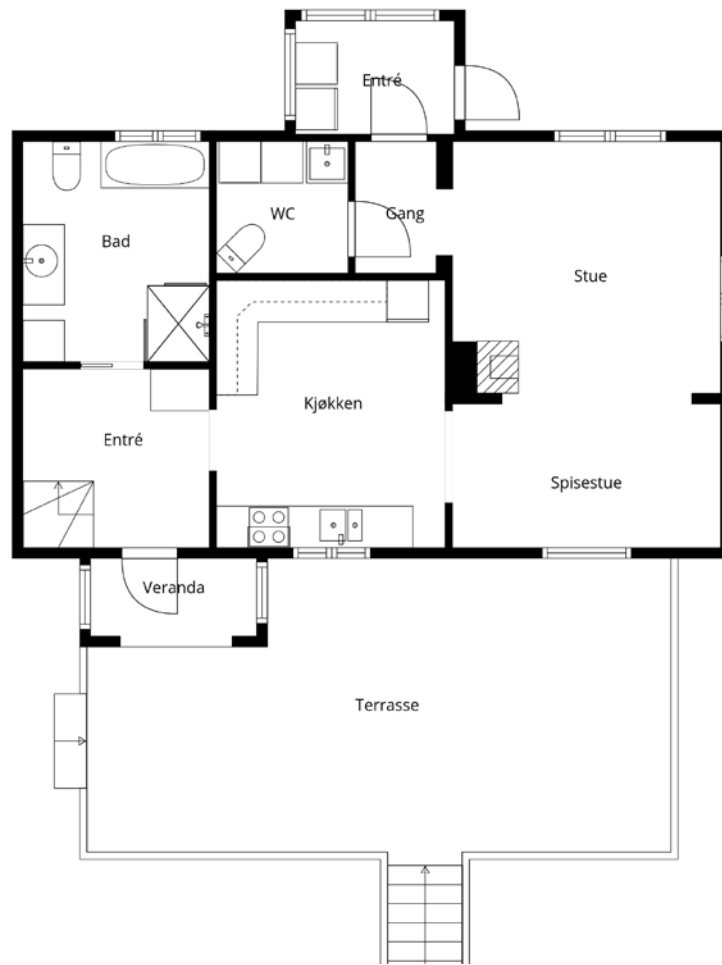 Entré
WC
Gang
Bad
Stue
Kjøkken
Entré
Spisestue
Veranda
Terrasse